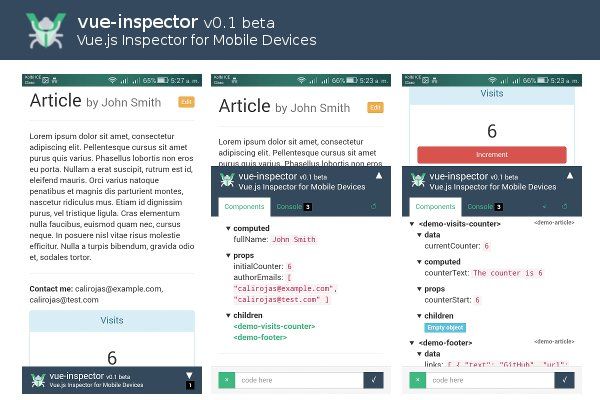 vue-inspector v0.1 beta
Vue.js Inspector for Mobile Devices
Kolbi ICE
Claro
65% 5:27 a.m.
Article by John Smith
Edit
Lorem ipsum dolor sit amet, consectetur
adipiscing elit. Pellentesque cursus sit amet
purus quis varius. Phasellus lobortis non eros
eu porta. Nullam a erat suscipit, rutrum est id,
eleifend mauris. Orci varius natoque
penatibus et magnis dis parturient montes,
nascetur ridiculus mus. Etiam id dignissim
purus, vel tristique ligula. Cras elementum
nulla faucibus, euismod quam nec, cursus
neque. In posuere nisl vitae risus molestie
efficitur. Nulla a turpis bibendum, gravida odio
et, sodales tortor.
Contact me: calirojas@example.com,
calirojas@test.com
Visits
6
vue-inspector v0.1 beta
Vue.js Inspector for Mobile Devices
▼
1
Kolbi ICE
Claro
66% 5:23 a.m.
Article by John Smith
Edit
Lorem ipsum dolor sit amet, consectetur
adipiscing elit. Pellentesque cursus sit amet
purus quis varius. Phasellus lobortis non eros
vue-inspector v0.1 beta
Vue.js Inspector for Mobile Devices
▲
Components Console 3
▼ computed
fullName: John Smith
▼ props
initialCounter: 6
authorEmails: [
"calirojas@example.com",
"calirojas@test.com" ]
▼ children
<demo-visits-counter>
<demo-footer>
× code here √
Kolbi ICE
Claro
66% 5:23 a.m.
Visits
6
Increment
vue-inspector v0.1 beta
Vue.js Inspector for Mobile Devices
▲
Components Console 3
▼ <demo-visits-counter> <demo-article>
▼ data
currentCounter: 6
▼ computed
counterText: The counter is 6
▼ props
counterStart: 6
▼ children
Empty object
▼ <demo-footer> <demo-article>
▼ data
links: [ { "text": "GitHub", "url":
× code here √